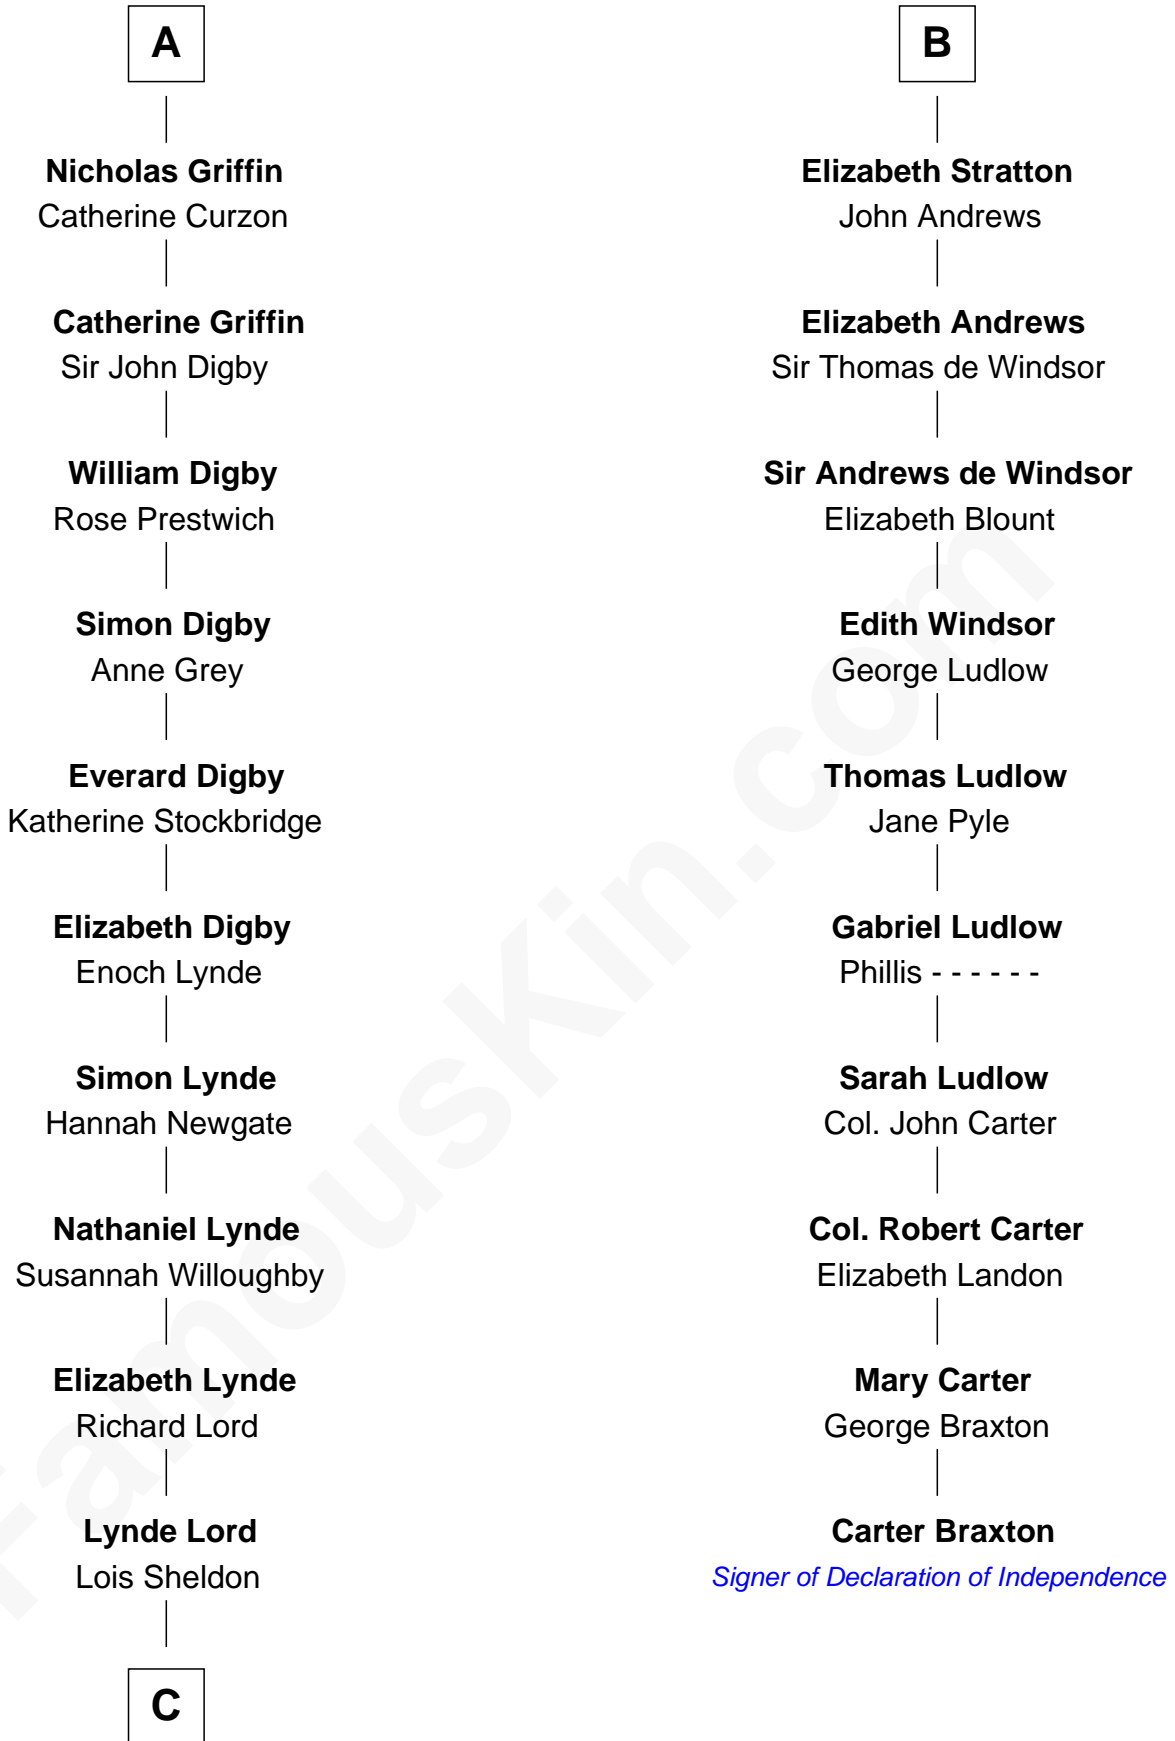 A
Nicholas Griffin
Catherine Curzon
Catherine Griffin
Sir John Digby
William Digby
Rose Prestwich
Simon Digby
Anne Grey
Everard Digby
Katherine Stockbridge
Elizabeth Digby
Enoch Lynde
Simon Lynde
Hannah Newgate
Nathaniel Lynde
Susannah Willoughby
Elizabeth Lynde
Richard Lord
Lynde Lord
Lois Sheldon
C
B
Elizabeth Stratton
John Andrews
Elizabeth Andrews
Sir Thomas de Windsor
Sir Andrews de Windsor
Elizabeth Blount
Edith Windsor
George Ludlow
Thomas Ludlow
Jane Pyle
Gabriel Ludlow
Phillis - - - - - -
Sarah Ludlow
Col. John Carter
Col. Robert Carter
Elizabeth Landon
Mary Carter
George Braxton
Carter Braxton
Signer of Declaration of Independence
FamousKin.com